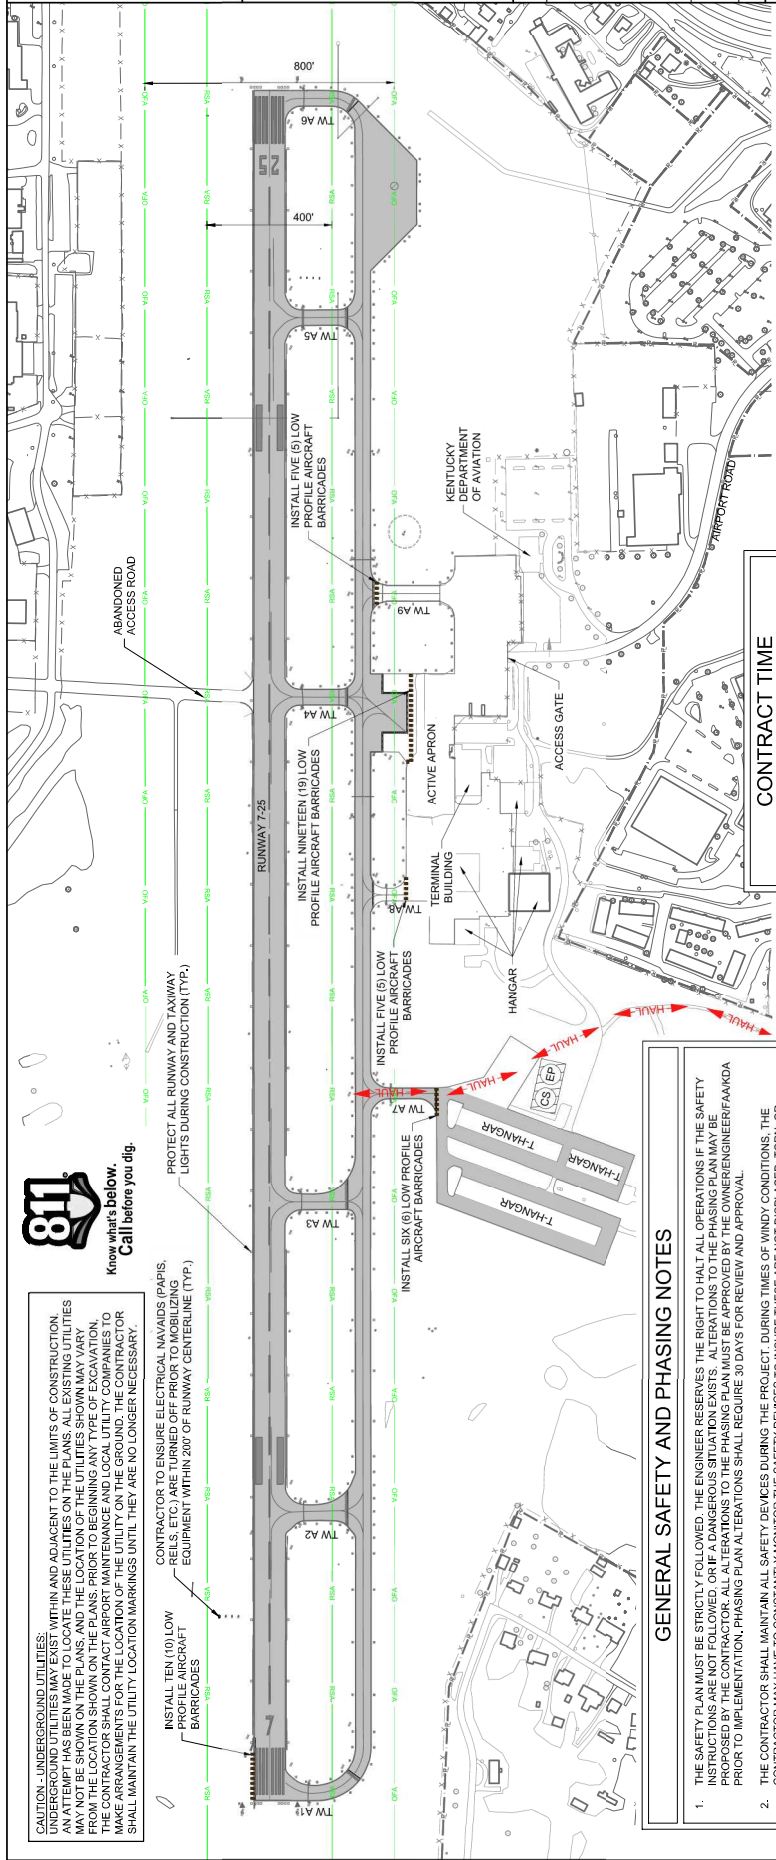 CAUTION - UNDERGROUND UTILITIES:
UNDERGROUND UTILITIES MAY EXIST WITHIN AND ADJACENT TO THE LIMITS OF CONSTRUCTION.
AN ATTEMPT HAS BEEN MADE TO LOCATE THESE UTILITIES ON THE PLANS. ALL EXISTING UTILITIES
MAY NOT BE SHOWN ON THE PLANS, AND THE LOCATION OF THE UTILITIES SHOWN MAY VARY
FROM THE LOCATION SHOWN ON THE PLANS. PRIOR TO BEGINNING ANY TYPE OF EXCAVATION,
THE CONTRACTOR SHALL CONTACT AIRPORT MAINTENANCE AND LOCAL UTILITY COMPANIES TO
MAKE ARRANGEMENTS FOR THE LOCATION OF THE UTILITY ON THE GROUND. THE CONTRACTOR
SHALL MAINTAIN THE UTILITY LOCATION MARKINGS UNTIL THEY ARE NO LONGER NECESSARY.
811
Know what's below.
Call before you dig.
CONTRACTOR TO ENSURE ELECTRICAL NAVAIDS (PAPIS,
REILS, ETC.) ARE TURNED OFF PRIOR TO MOBILIZING
EQUIPMENT WITHIN 200' OF RUNWAY CENTERLINE (TYP.)
PROTECT ALL RUNWAY AND TAXIWAY
LIGHTS DURING CONSTRUCTION (TYP.)
ABANDONED
ACCESS ROAD
INSTALL TEN (10) LOW
PROFILE AIRCRAFT
BARRICADES
7
RUNWAY 7-25
25
800'
400'
OFA
RSA
TW A1
TW A2
TW A3
TW A4
TW A5
TW A6
TW A7
TW A8
TW A9
INSTALL SIX (6) LOW PROFILE
AIRCRAFT BARRICADES
INSTALL FIVE (5) LOW
PROFILE AIRCRAFT
BARRICADES
INSTALL NINETEEN (19) LOW
PROFILE AIRCRAFT BARRICADES
INSTALL FIVE (5) LOW
PROFILE AIRCRAFT
BARRICADES
ACTIVE APRON
TERMINAL
BUILDING
HANGAR
ACCESS GATE
KENTUCKY
DEPARTMENT
OF AVIATION
AIRPORT ROAD
T-HANGAR
T-HANGAR
T-HANGAR
CS
EP
HAUL
HAUL
HAUL
HAUL
HAUL
GENERAL SAFETY AND PHASING NOTES
1. THE SAFETY PLAN MUST BE STRICTLY FOLLOWED. THE ENGINEER RESERVES THE RIGHT TO HALT ALL OPERATIONS IF THE SAFETY
INSTRUCTIONS ARE NOT FOLLOWED, OR IF A DANGEROUS SITUATION EXISTS. ALTERATIONS TO THE PHASING PLAN MAY BE
PROPOSED BY THE CONTRACTOR. ALL ALTERATIONS TO THE PHASING PLAN MUST BE APPROVED BY THE OWNER/ENGINEER/FAA/KDA
PRIOR TO IMPLEMENTATION. PHASING PLAN ALTERATIONS SHALL REQUIRE 30 DAYS FOR REVIEW AND APPROVAL.
2. THE CONTRACTOR SHALL MAINTAIN ALL SAFETY DEVICES DURING THE PROJECT. DURING TIMES OF WINDY CONDITIONS, THE
CONTRACT TIME